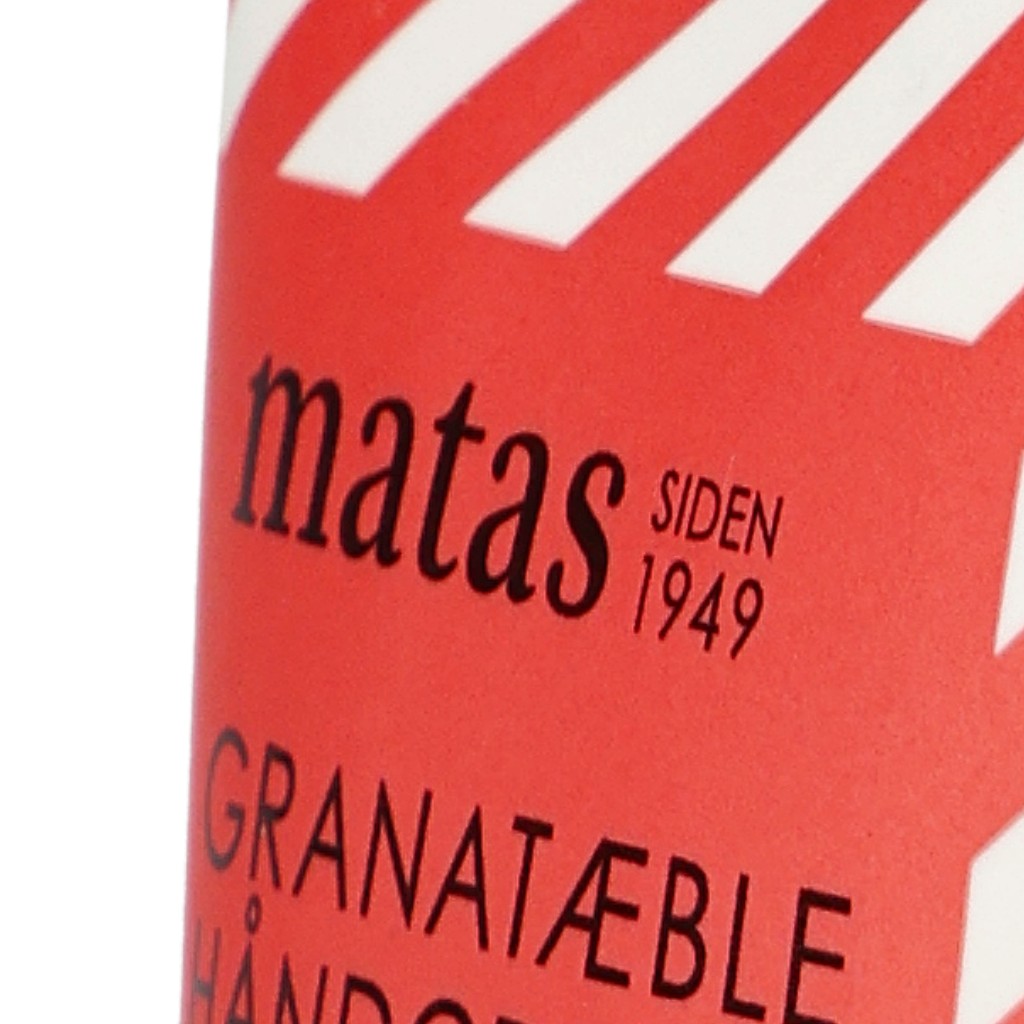 matas
SIDEN
1949
GRANATÆBLE